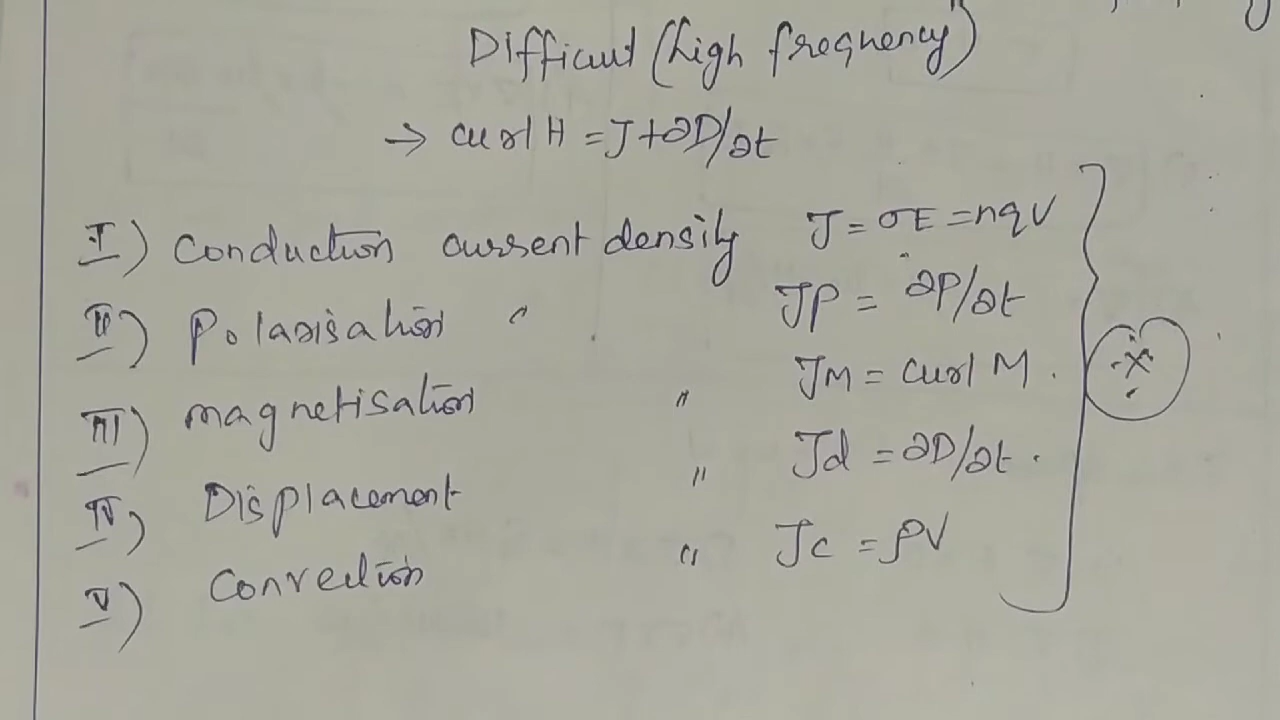 Difficut (high frequency)
→ curl H = J+∂D/∂t
I) Conduction current density J = σE = nqv
II) Polarisation " JP = ∂P/∂t
III) magnetisation " JM = curl M.
IV) Displacement " Jd = ∂D/∂t.
V) Convection " Jc = ρV